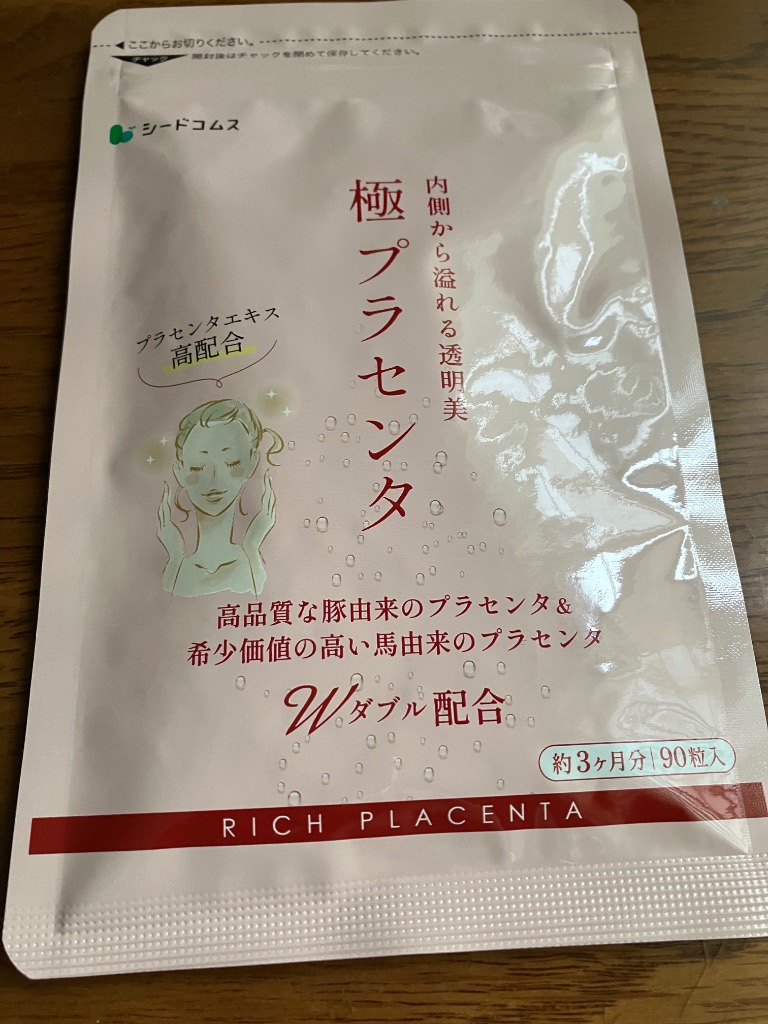 ここからお切りください。
チャック
開封後はチャックを閉めて保存してください。
シードコムス
内側から溢れる透明美
極プラセンタ
プラセンタエキス
高配合
高品質な豚由来のプラセンタ&
希少価値の高い馬由来のプラセンタ
Wダブル配合
約3ヶ月分|90粒入
RICH PLACENTA